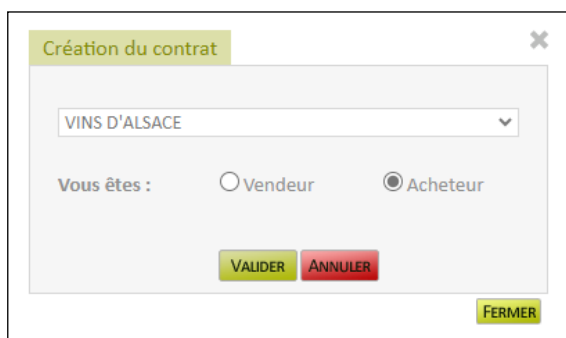 Création du contrat
VINS D'ALSACE
Vous êtes : Vendeur Acheteur
VALIDER ANNULER
FERMER